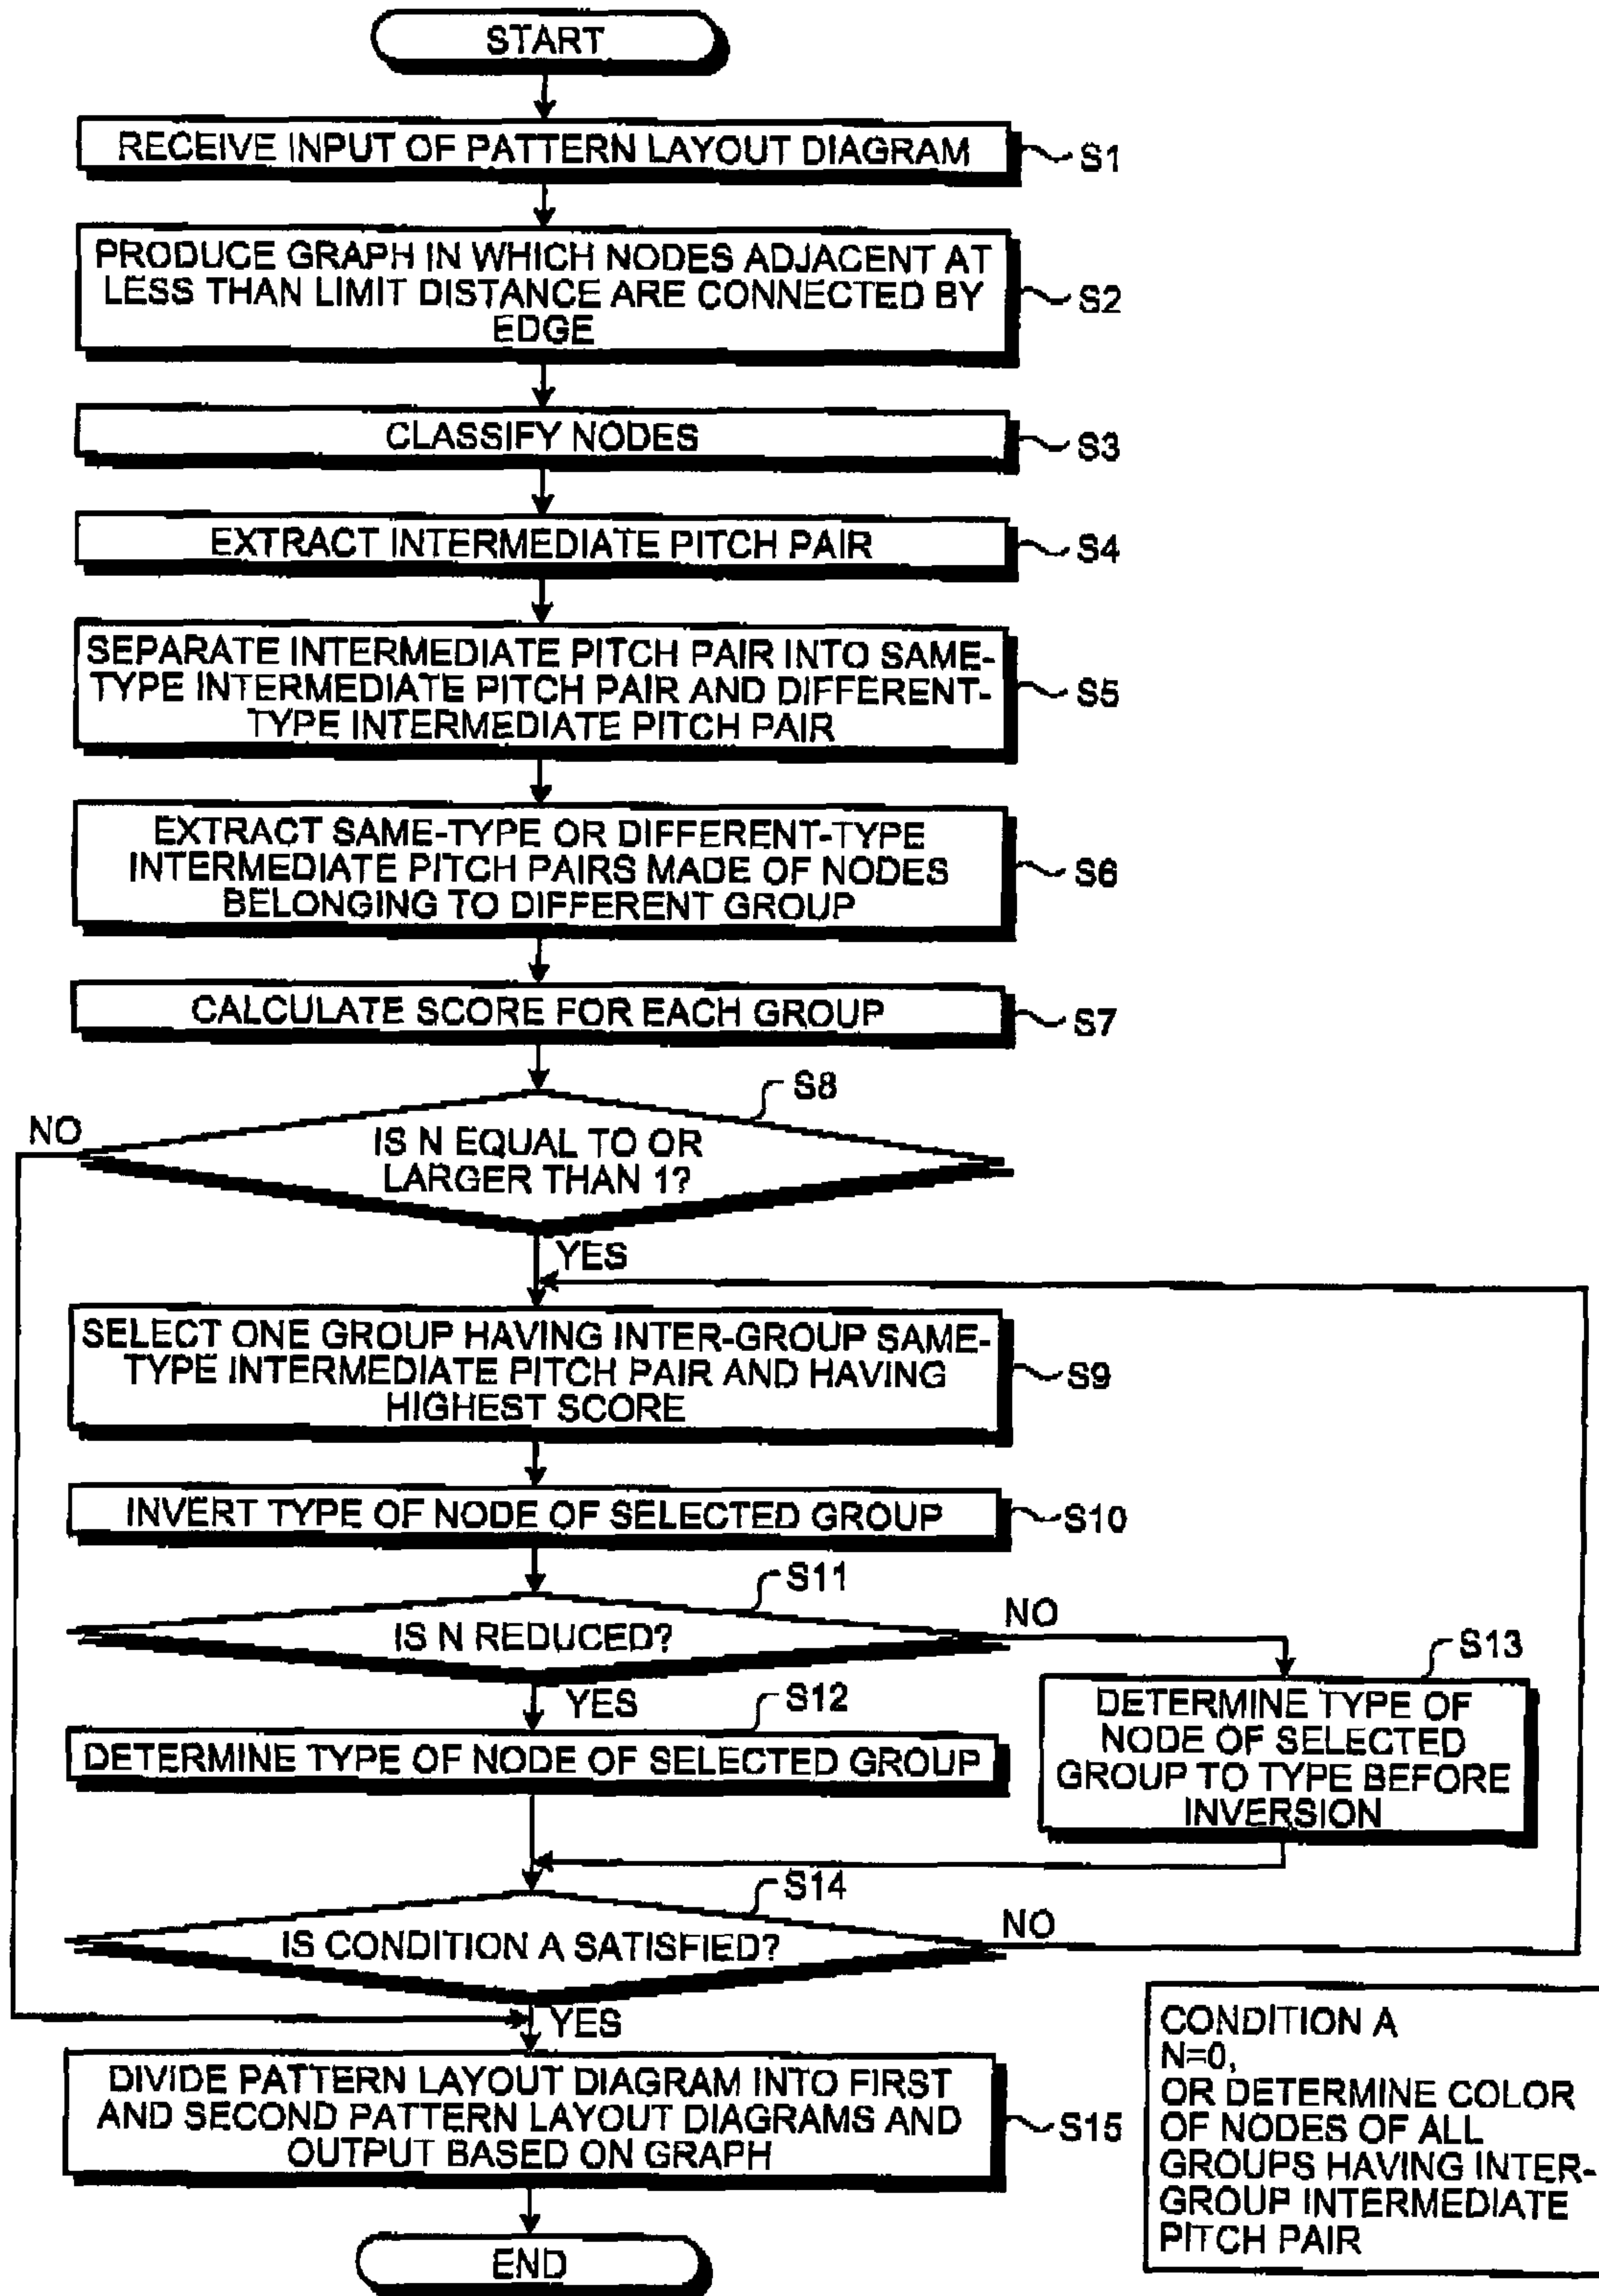 START
RECEIVE INPUT OF PATTERN LAYOUT DIAGRAM
S1
PRODUCE GRAPH IN WHICH NODES ADJACENT AT
LESS THAN LIMIT DISTANCE ARE CONNECTED BY
EDGE
S2
CLASSIFY NODES
S3
EXTRACT INTERMEDIATE PITCH PAIR
S4
SEPARATE INTERMEDIATE PITCH PAIR INTO SAME-
TYPE INTERMEDIATE PITCH PAIR AND DIFFERENT-
TYPE INTERMEDIATE PITCH PAIR
S5
EXTRACT SAME-TYPE OR DIFFERENT-TYPE
INTERMEDIATE PITCH PAIRS MADE OF NODES
BELONGING TO DIFFERENT GROUP
S6
CALCULATE SCORE FOR EACH GROUP
S7
S8
NO
IS N EQUAL TO OR
LARGER THAN 1?
YES
SELECT ONE GROUP HAVING INTER-GROUP SAME-
TYPE INTERMEDIATE PITCH PAIR AND HAVING
HIGHEST SCORE
S9
INVERT TYPE OF NODE OF SELECTED GROUP
S10
S11
IS N REDUCED?
NO
YES
S12
DETERMINE TYPE OF NODE OF SELECTED GROUP
S13
DETERMINE TYPE OF
NODE OF SELECTED
GROUP TO TYPE BEFORE
INVERSION
S14
IS CONDITION A SATISFIED?
NO
YES
DIVIDE PATTERN LAYOUT DIAGRAM INTO FIRST
AND SECOND PATTERN LAYOUT DIAGRAMS AND
OUTPUT BASED ON GRAPH
S15
END
CONDITION A
N=0,
OR DETERMINE COLOR
OF NODES OF ALL
GROUPS HAVING INTER-
GROUP INTERMEDIATE
PITCH PAIR